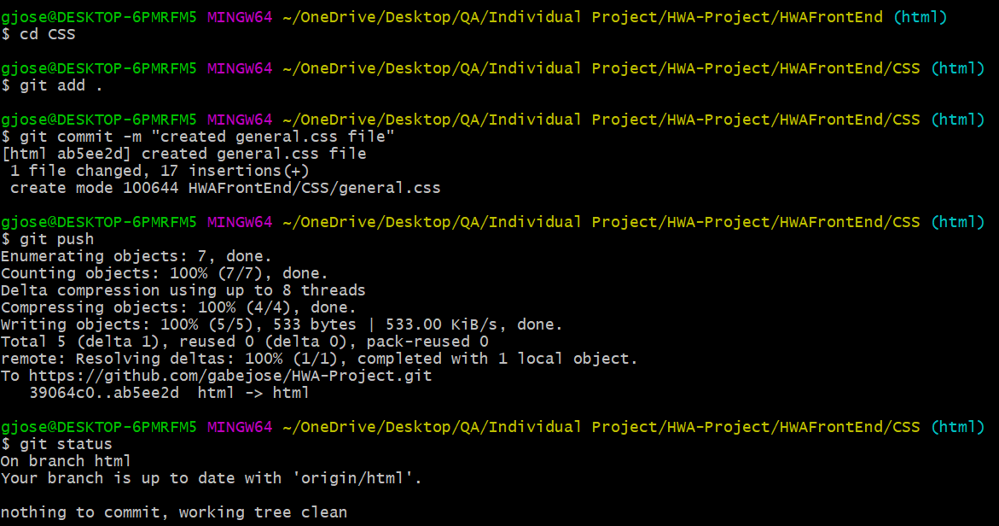 gjose@DESKTOP-6PMRFM5 MINGW64 ~/OneDrive/Desktop/QA/Individual Project/HWA-Project/HWAFrontEnd (html)
$ cd CSS
gjose@DESKTOP-6PMRFM5 MINGW64 ~/OneDrive/Desktop/QA/Individual Project/HWA-Project/HWAFrontEnd/CSS (html)
$ git add .
gjose@DESKTOP-6PMRFM5 MINGW64 ~/OneDrive/Desktop/QA/Individual Project/HWA-Project/HWAFrontEnd/CSS (html)
$ git commit -m "created general.css file"
[html ab5ee2d] created general.css file
 1 file changed, 17 insertions(+)
 create mode 100644 HWAFrontEnd/CSS/general.css
gjose@DESKTOP-6PMRFM5 MINGW64 ~/OneDrive/Desktop/QA/Individual Project/HWA-Project/HWAFrontEnd/CSS (html)
$ git push
Enumerating objects: 7, done.
Counting objects: 100% (7/7), done.
Delta compression using up to 8 threads
Compressing objects: 100% (4/4), done.
Writing objects: 100% (5/5), 533 bytes | 533.00 KiB/s, done.
Total 5 (delta 1), reused 0 (delta 0), pack-reused 0
remote: Resolving deltas: 100% (1/1), completed with 1 local object.
To https://github.com/gabejose/HWA-Project.git
   39064c0..ab5ee2d  html -> html
gjose@DESKTOP-6PMRFM5 MINGW64 ~/OneDrive/Desktop/QA/Individual Project/HWA-Project/HWAFrontEnd/CSS (html)
$ git status
On branch html
Your branch is up to date with 'origin/html'.
nothing to commit, working tree clean